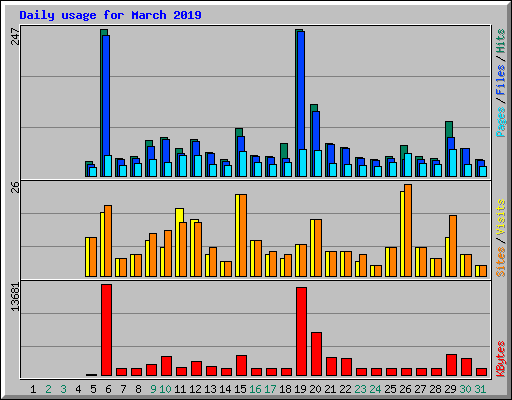 Daily usage for March 2019
247
Pages / Files / Hits
26
Sites / Visits
13681
KBytes
1 2 3 4 5 6 7 8 9 10 11 12 13 14 15 16 17 18 19 20 21 22 23 24 25 26 27 28 29 30 31